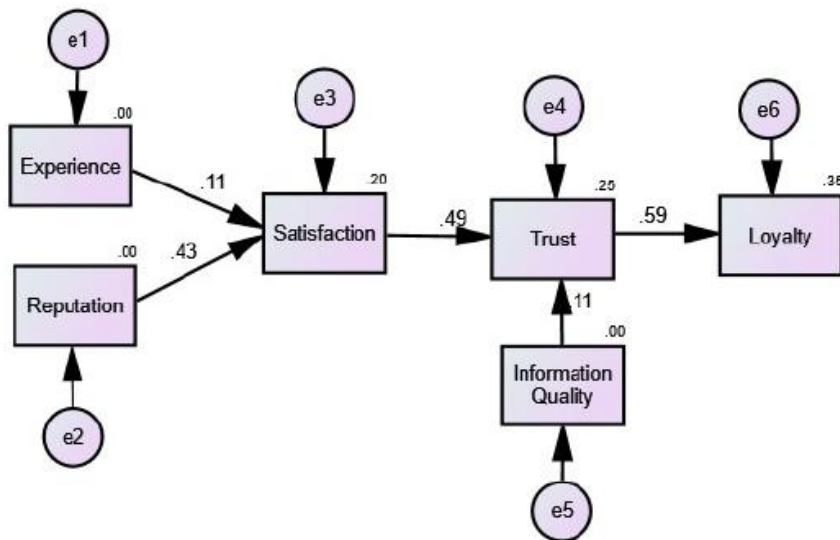 e1
e3
e4
e6
.00
Experience
.11
.20
Satisfaction
.49
.25
Trust
.59
Loyalty
.00
Reputation
.43
.11
.00
Information
Quality
e2
e5